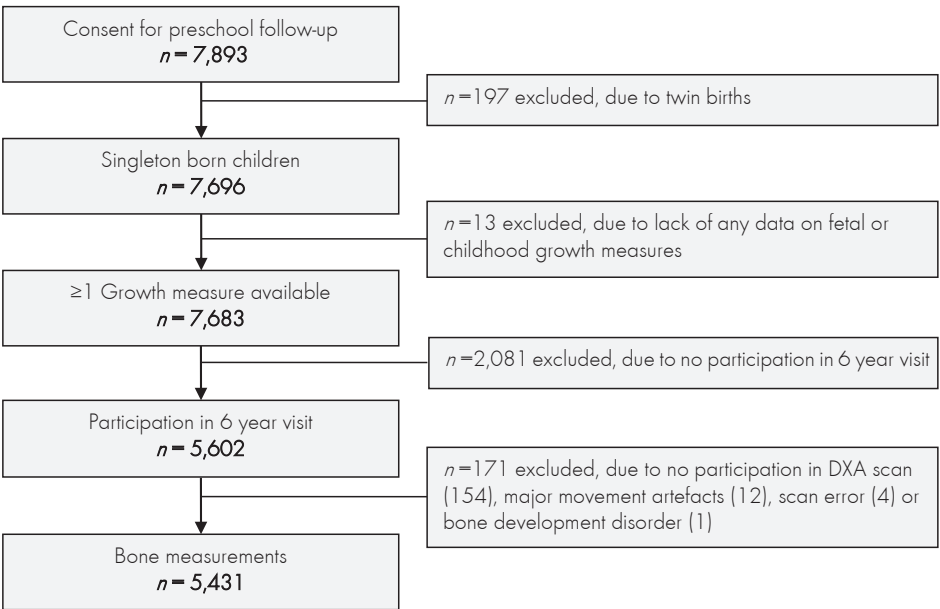 Consent for preschool follow-up
n = 7,893
n =197 excluded, due to twin births
Singleton born children
n = 7,696
n =13 excluded, due to lack of any data on fetal or
childhood growth measures
≥1 Growth measure available
n = 7,683
n =2,081 excluded, due to no participation in 6 year visit
Participation in 6 year visit
n = 5,602
n =171 excluded, due to no participation in DXA scan
(154), major movement artefacts (12), scan error (4) or
bone development disorder (1)
Bone measurements
n = 5,431